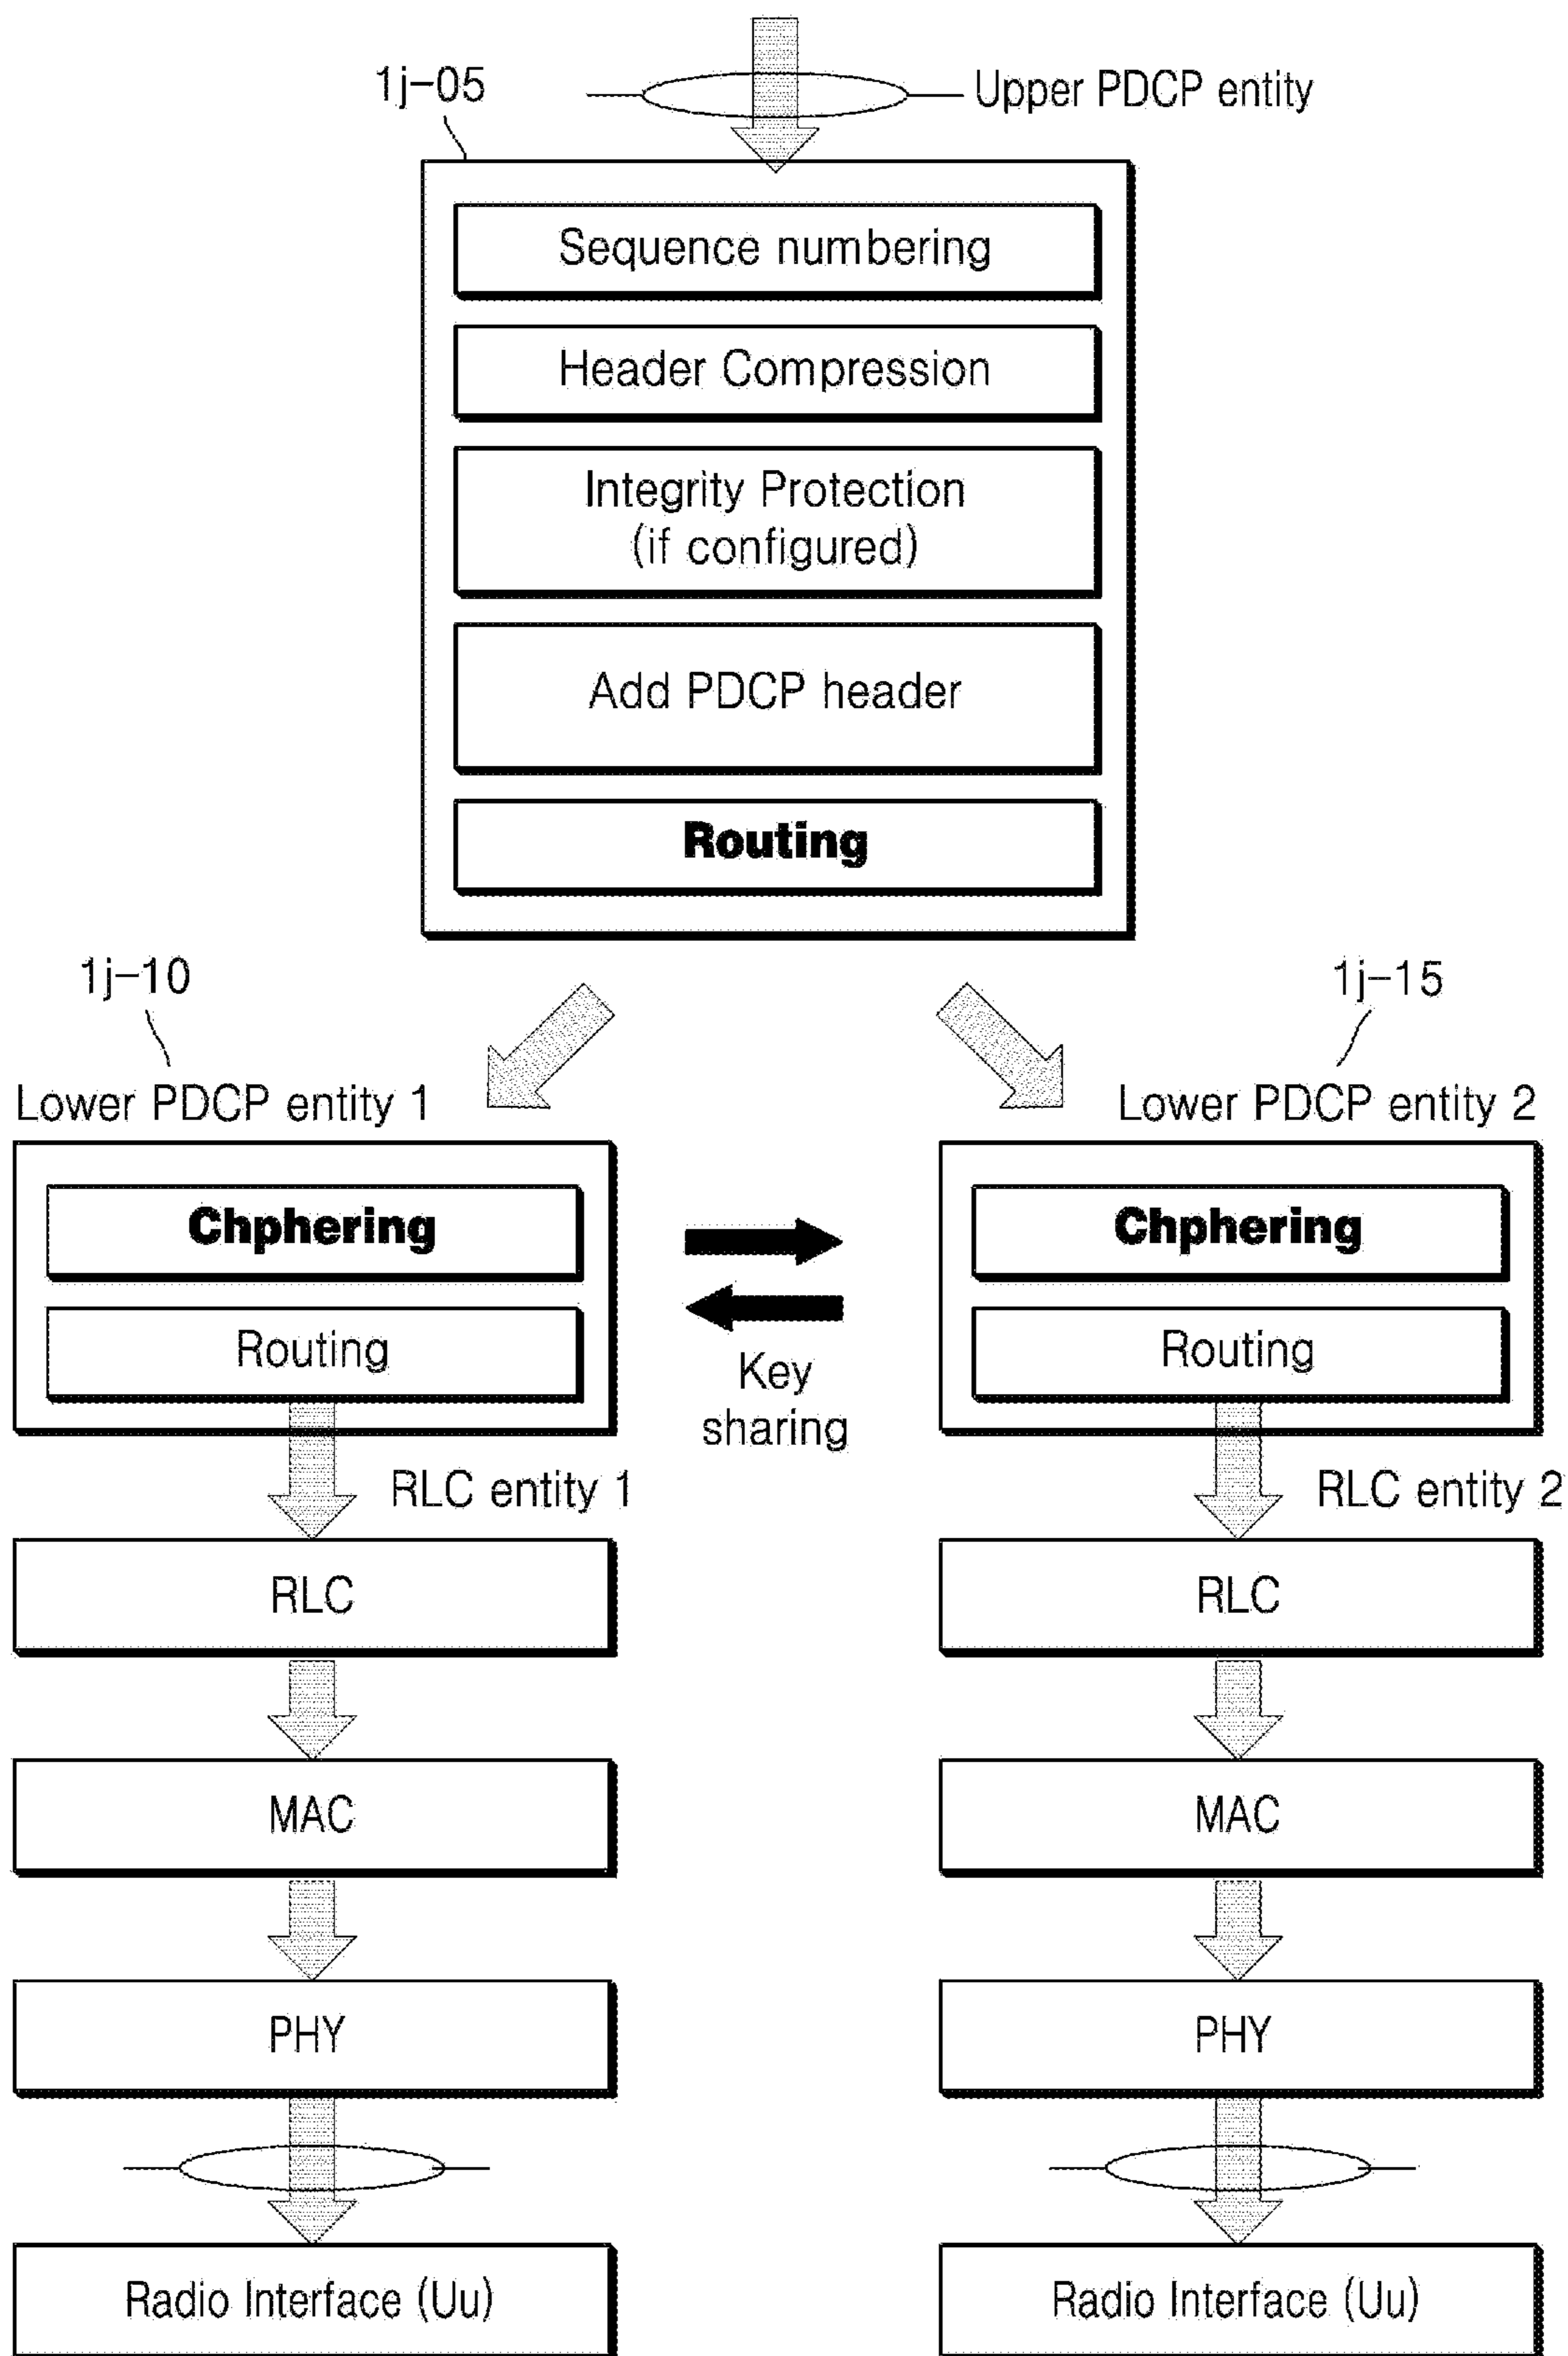 1j-05
Upper PDCP entity
Sequence numbering
Header Compression
Integrity Protection
(if configured)
Add PDCP header
Routing
1j-10
1j-15
Lower PDCP entity 1
Lower PDCP entity 2
Chphering
Routing
Key
sharing
Chphering
Routing
RLC entity 1
RLC entity 2
RLC
RLC
MAC
MAC
PHY
PHY
Radio Interface (Uu)
Radio Interface (Uu)